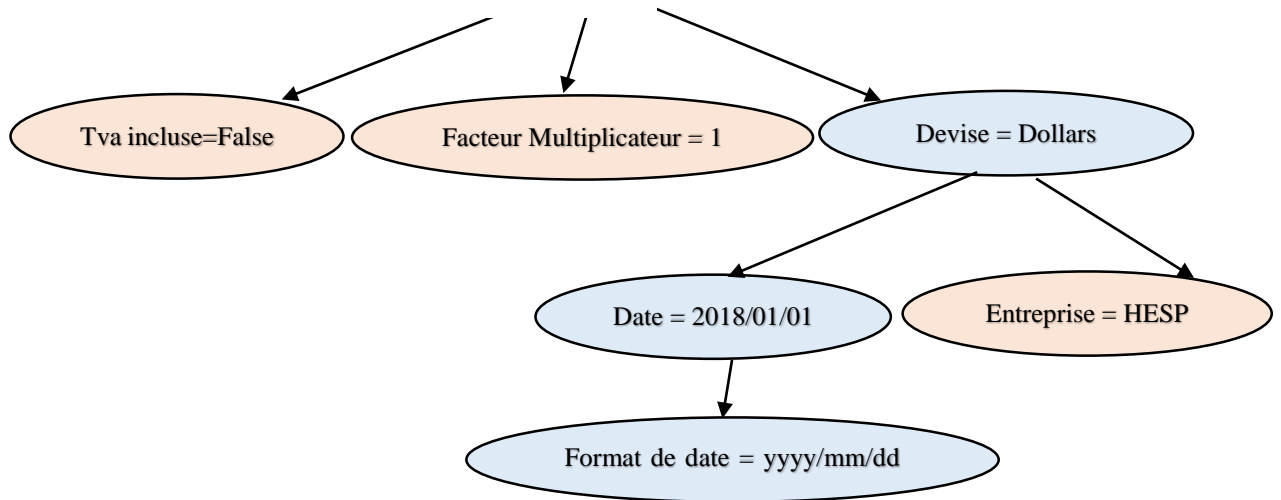 Tva incluse=False
Facteur Multiplicateur = 1
Devise = Dollars
Date = 2018/01/01
Entreprise = HESP
Format de date = yyyy/mm/dd